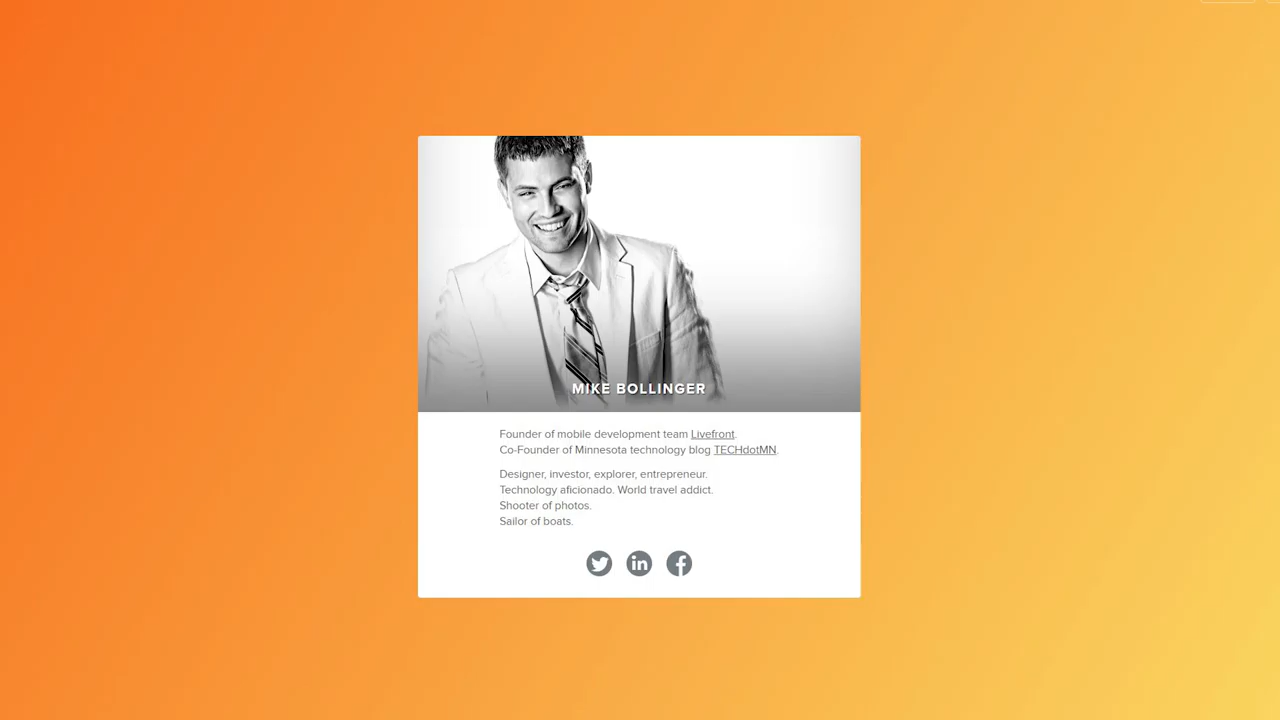 MIKE BOLLINGER
Founder of mobile development team Livefront.
Co-Founder of Minnesota technology blog TECHdotMN.
Designer, investor, explorer, entrepreneur.
Technology aficionado. World travel addict.
Shooter of photos.
Sailor of boats.